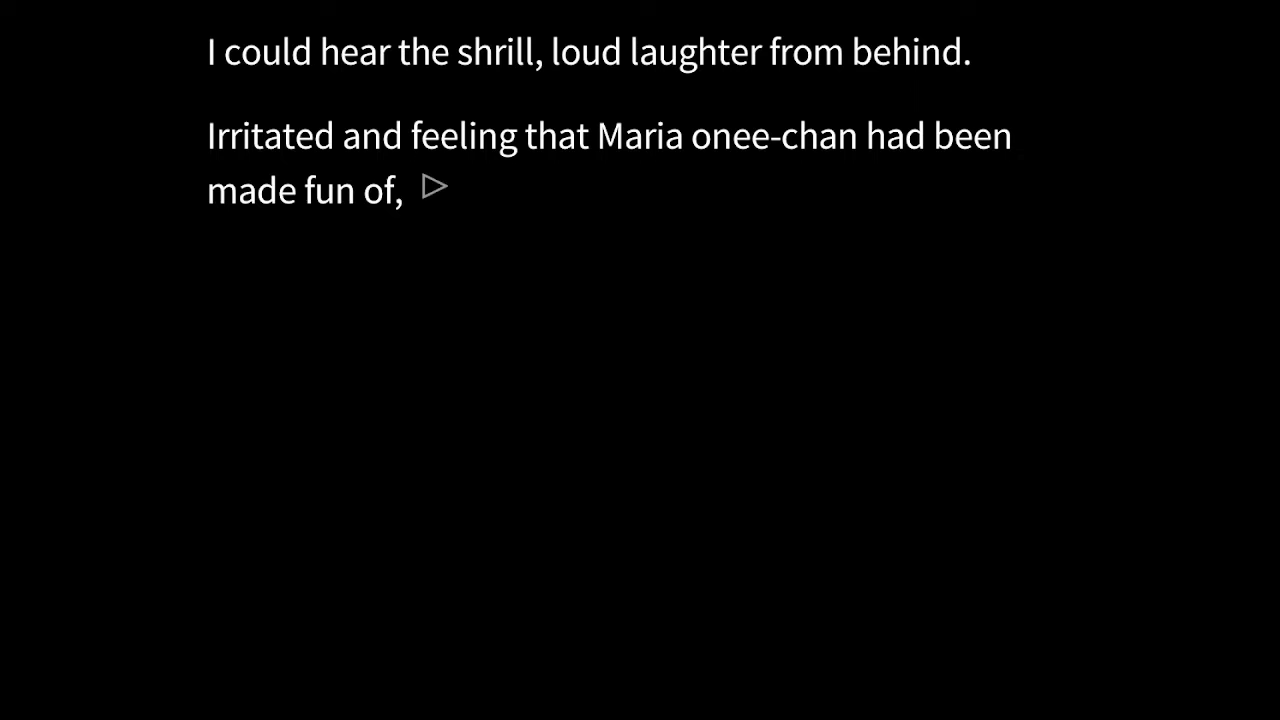 I could hear the shrill, loud laughter from behind.
Irritated and feeling that Maria onee-chan had been
made fun of,